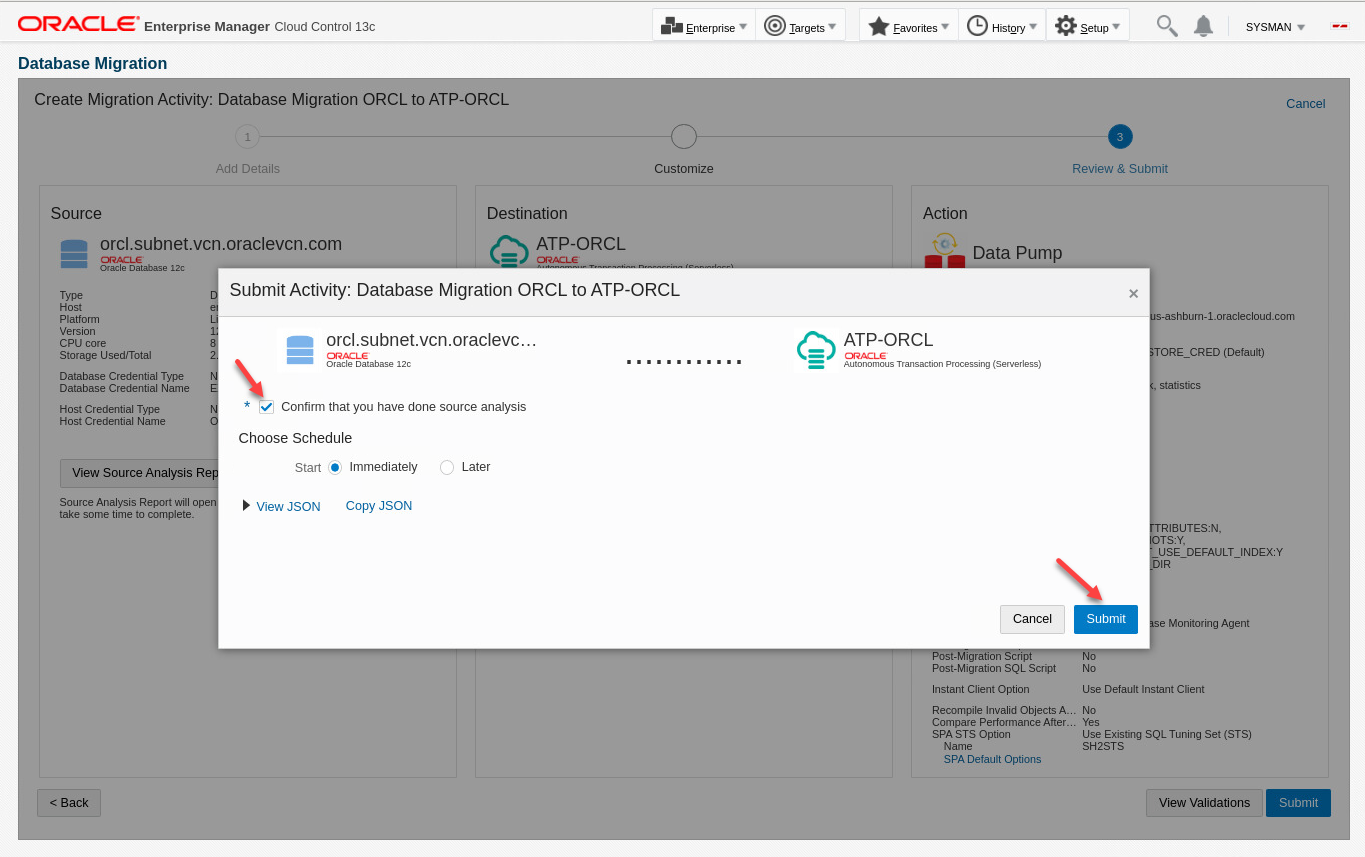 ORACLE Enterprise Manager Cloud Control 13c
Enterprise
Targets
Favorites
History
Setup
SYSMAN
Database Migration
Create Migration Activity: Database Migration ORCL to ATP-ORCL
Cancel
1
3
Add Details
Customize
Review & Submit
Source
orcl.subnet.vcn.oraclevcn.com
ORACLE
Oracle Database 12c
Type
Host
Platform
Version
CPU core 8
Storage Used/Total
Database Credential Type
Database Credential Name
Host Credential Type
Host Credential Name
View Source Analysis Rep
Source Analysis Report will open
take some time to complete.
Destination
ATP-ORCL
ORACLE
Autonomous Transaction Processing (Serverless)
Action
Data Pump
us-ashburn-1.oraclecloud.com
STORE_CRED (Default)
k, statistics
TTRIBUTES:N,
IOTS:Y,
T_USE_DEFAULT_INDEX:Y
_DIR
ase Monitoring Agent
Post-Migration Script No
Post-Migration SQL Script No
Instant Client Option Use Default Instant Client
Recompile Invalid Objects A... No
Compare Performance After... Yes
SPA STS Option Use Existing SQL Tuning Set (STS)
Name SH2STS
SPA Default Options
Submit Activity: Database Migration ORCL to ATP-ORCL
×
orcl.subnet.vcn.oraclevc...
ORACLE
Oracle Database 12c
ATP-ORCL
ORACLE
Autonomous Transaction Processing (Serverless)
* Confirm that you have done source analysis
Choose Schedule
Start Immediately Later
View JSON Copy JSON
Cancel
Submit
< Back
View Validations
Submit